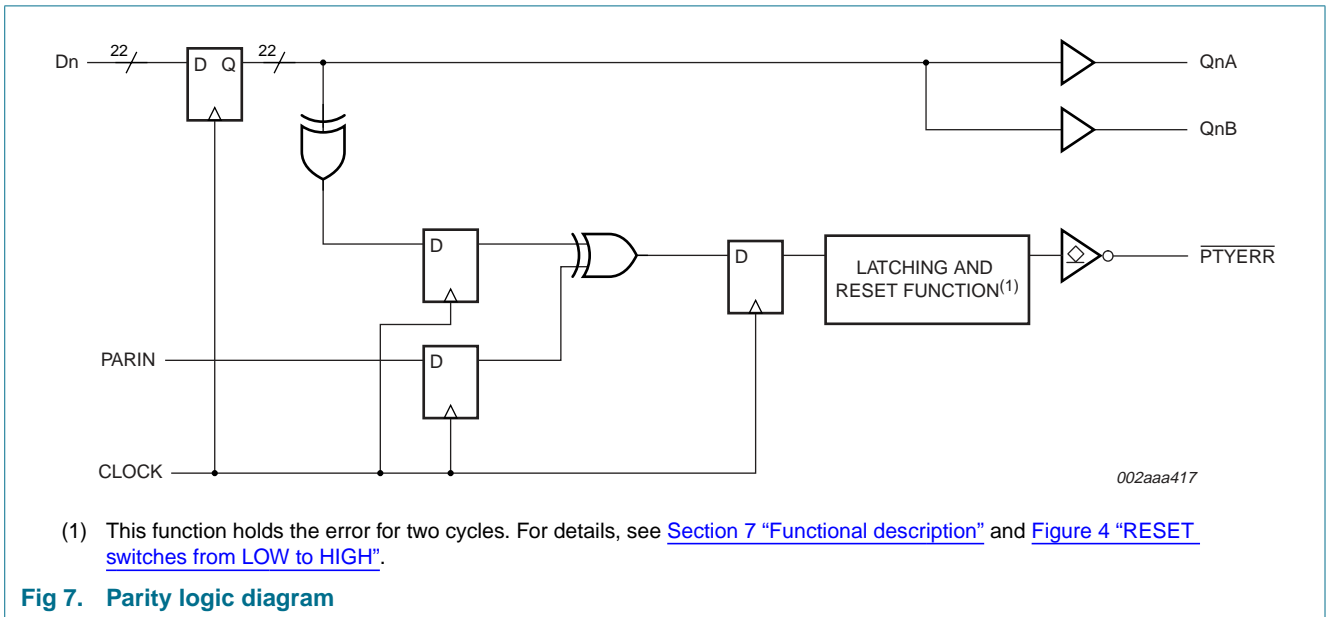 Dn
22
D Q
22
QnA
QnB
D
D
LATCHING AND
RESET FUNCTION(1)
PTYERR
PARIN
D
CLOCK
002aaa417
(1) This function holds the error for two cycles. For details, see Section 7 “Functional description” and Figure 4 “RESET
switches from LOW to HIGH”.
Fig 7. Parity logic diagram